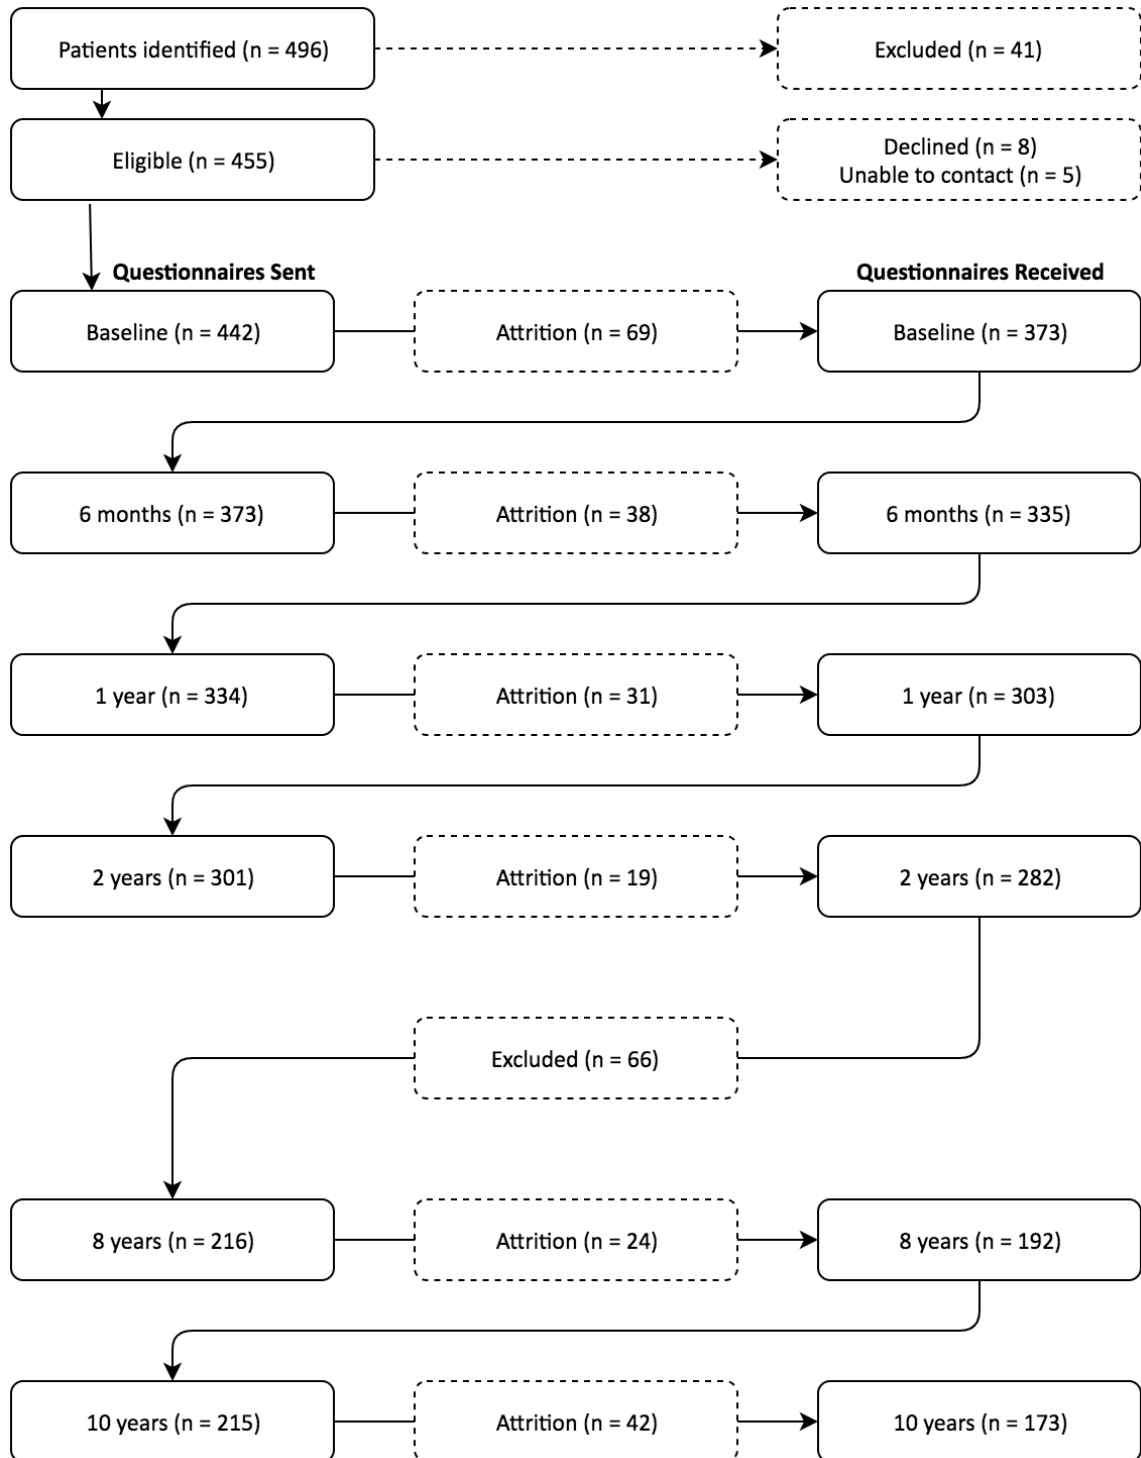 Patients identified (n = 496)
Excluded (n = 41)
Eligible (n = 455)
Declined (n = 8)
Unable to contact (n = 5)
Questionnaires Sent
Questionnaires Received
Baseline (n = 442)
Attrition (n = 69)
Baseline (n = 373)
6 months (n = 373)
Attrition (n = 38)
6 months (n = 335)
1 year (n = 334)
Attrition (n = 31)
1 year (n = 303)
2 years (n = 301)
Attrition (n = 19)
2 years (n = 282)
Excluded (n = 66)
8 years (n = 216)
Attrition (n = 24)
8 years (n = 192)
10 years (n = 215)
Attrition (n = 42)
10 years (n = 173)